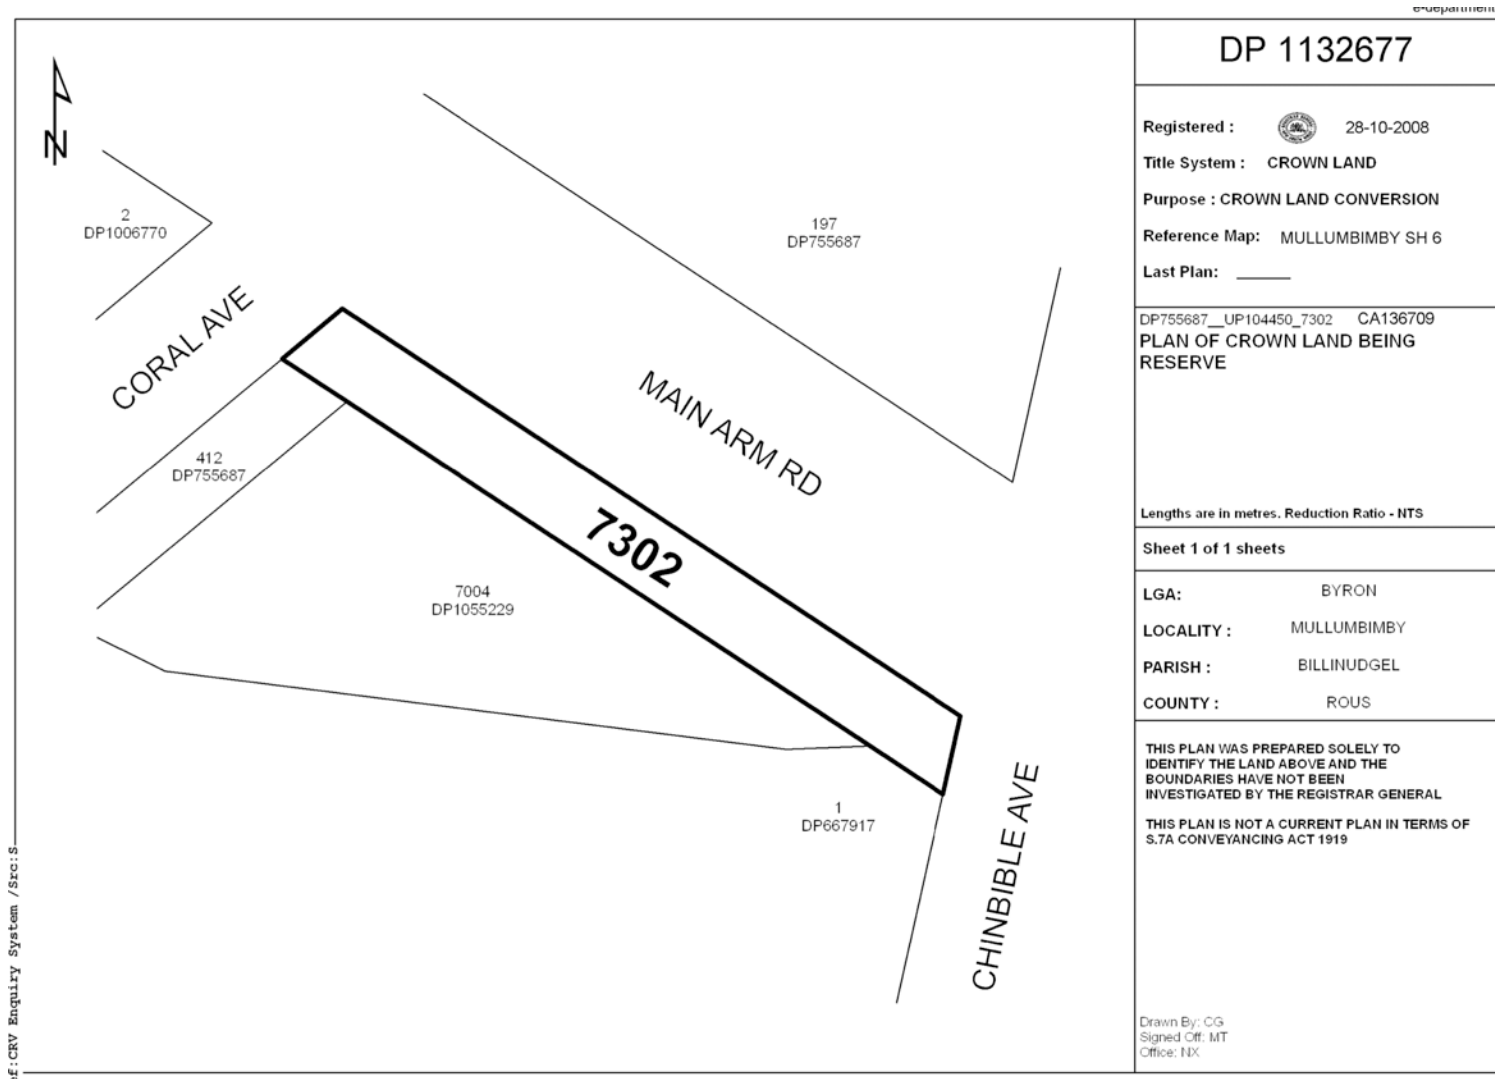 e-department
DP 1132677
Registered : 28-10-2008
Title System : CROWN LAND
Purpose : CROWN LAND CONVERSION
Reference Map: MULLUMBIMBY SH 6
Last Plan: ______
DP755687__UP104450_7302 CA136709
PLAN OF CROWN LAND BEING
RESERVE
Lengths are in metres. Reduction Ratio - NTS
Sheet 1 of 1 sheets
LGA: BYRON
LOCALITY : MULLUMBIMBY
PARISH : BILLINUDGEL
COUNTY : ROUS
THIS PLAN WAS PREPARED SOLELY TO
IDENTIFY THE LAND ABOVE AND THE
BOUNDARIES HAVE NOT BEEN
INVESTIGATED BY THE REGISTRAR GENERAL
THIS PLAN IS NOT A CURRENT PLAN IN TERMS OF
S.7A CONVEYANCING ACT 1919
Drawn By: CG
Signed Off: MT
Office: NX
N
2
DP1006770
197
DP755687
CORAL AVE
MAIN ARM RD
412
DP755687
7302
7004
DP1055229
1
DP667917
CHINBIBLE AVE
ef:CRV Enquiry System /Src:S